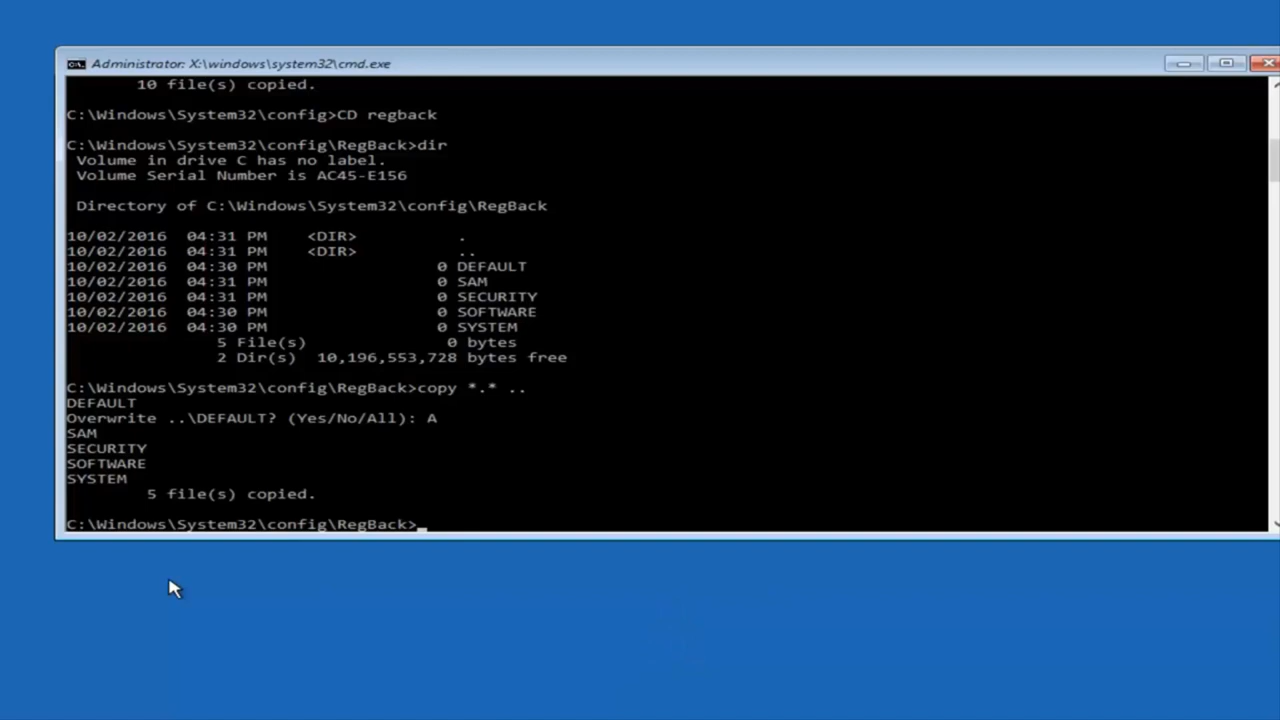 Administrator: X:\windows\system32\cmd.exe
10 file(s) copied.
C:\Windows\System32\config>CD regback
C:\Windows\System32\config\RegBack>dir
Volume in drive C has no label.
Volume Serial Number is AC45-E156
Directory of C:\Windows\System32\config\RegBack
10/02/2016 04:31 PM <DIR> .
10/02/2016 04:31 PM <DIR> ..
10/02/2016 04:30 PM 0 DEFAULT
10/02/2016 04:31 PM 0 SAM
10/02/2016 04:31 PM 0 SECURITY
10/02/2016 04:30 PM 0 SOFTWARE
10/02/2016 04:30 PM 0 SYSTEM
5 File(s) 0 bytes
2 Dir(s) 10,196,553,728 bytes free
C:\Windows\System32\config\RegBack>copy *.* ..
DEFAULT
Overwrite ..\DEFAULT? (Yes/No/All): A
SAM
SECURITY
SOFTWARE
SYSTEM
5 file(s) copied.
C:\Windows\System32\config\RegBack>_